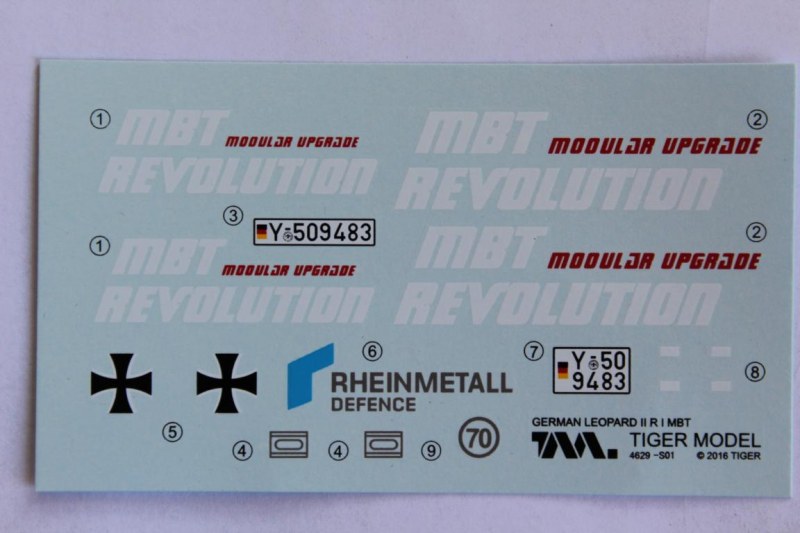 1
MBT
MODULAR UPGRADE
REVOLUTION
2
MBT
MODULAR UPGRADE
REVOLUTION
3
Y 509483
1
MBT
MODULAR UPGRADE
REVOLUTION
2
MBT
MODULAR UPGRADE
REVOLUTION
6
RHEINMETALL
DEFENCE
7
Y 50
9483
8
5
4
4
9
70
GERMAN LEOPARD II R I MBT
TIGER MODEL
4629 -S01 © 2016 TIGER